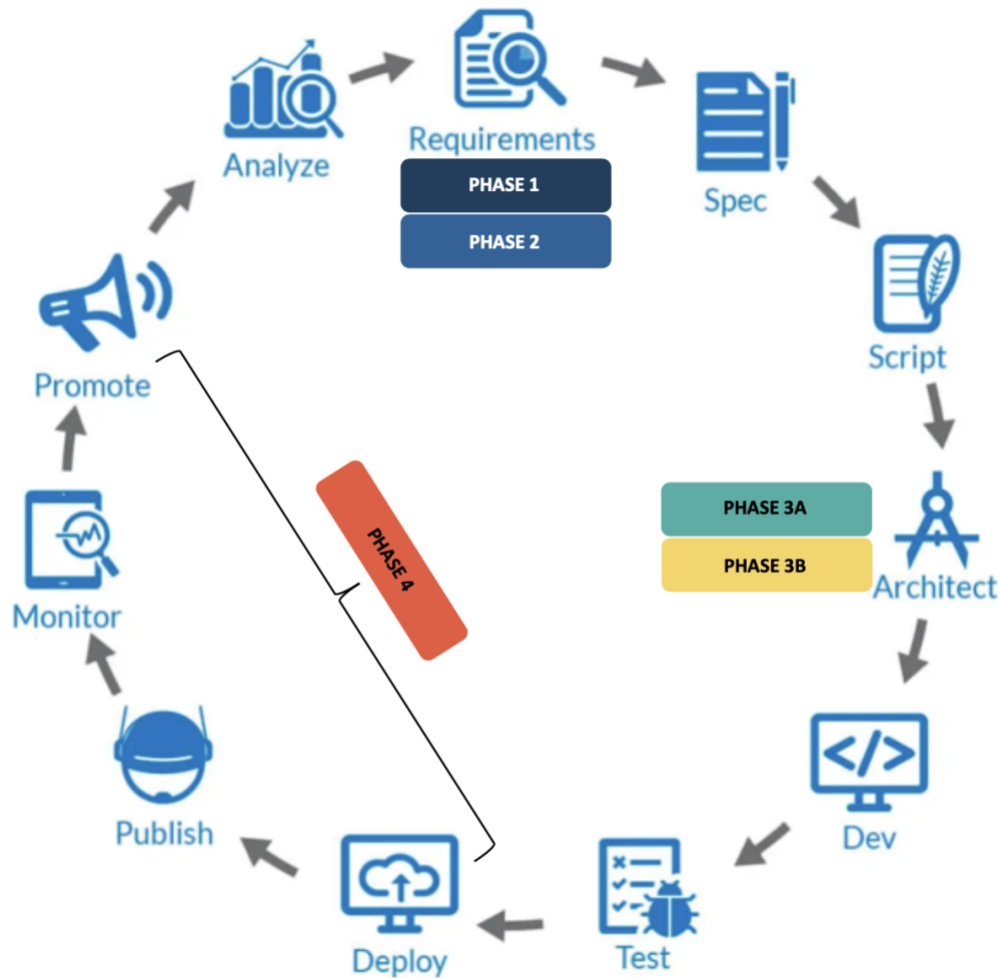 Requirements
PHASE 1
PHASE 2
Spec
Script
Architect
PHASE 3A
PHASE 3B
</>
Dev
Test
Deploy
Publish
Monitor
Promote
PHASE 4
Analyze